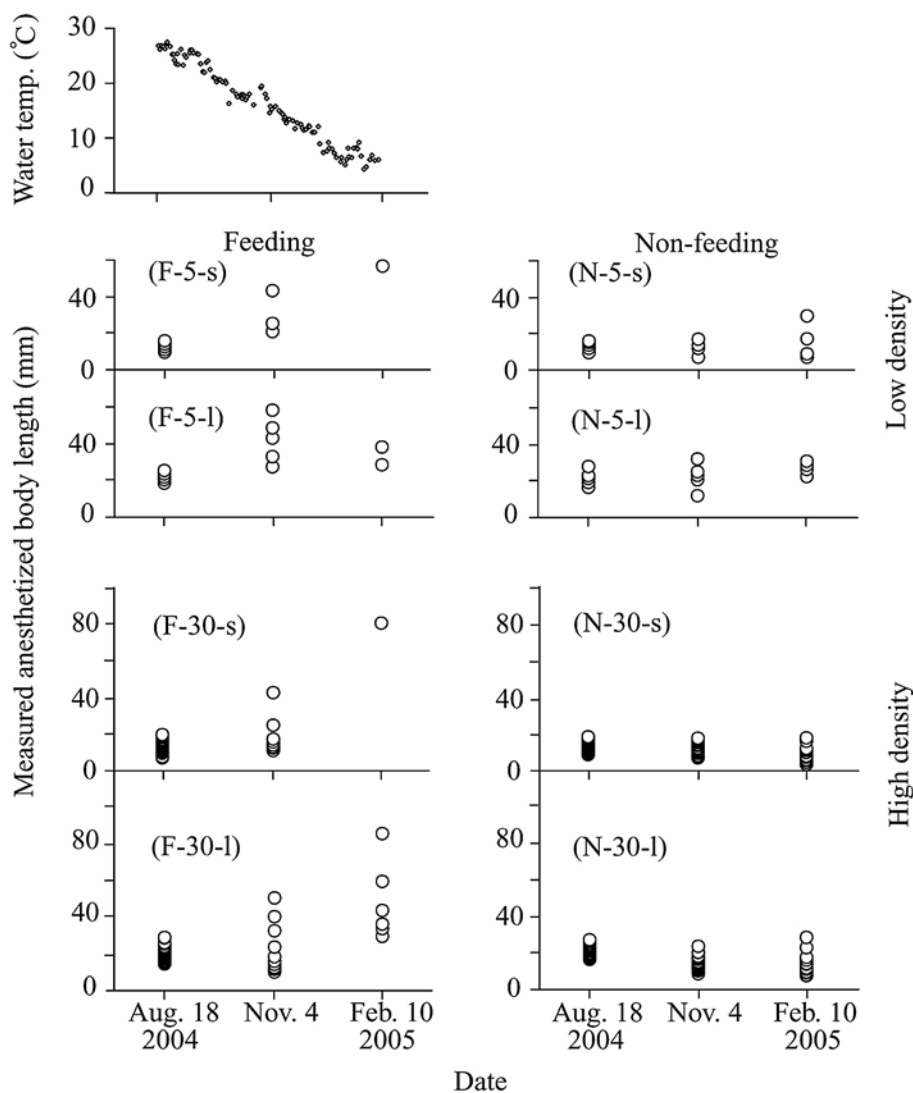 Water temp. (℃)
30
20
10
0
Feeding
Non-feeding
Measured anesthetized body length (mm)
(F-5-s)
40
0
(N-5-s)
40
0
Low density
(F-5-l)
40
0
(N-5-l)
40
0
(F-30-s)
80
40
0
(N-30-s)
80
40
0
High density
(F-30-l)
80
40
0
(N-30-l)
80
40
0
Aug. 18
2004
Nov. 4
Feb. 10
2005
Aug. 18
2004
Nov. 4
Feb. 10
2005
Date